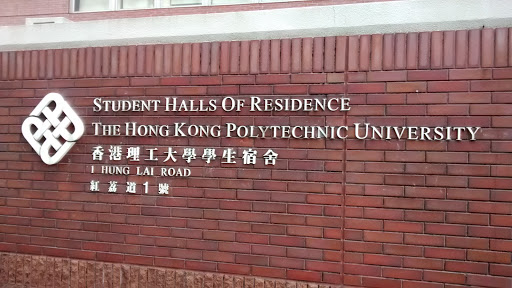 STUDENT HALLS OF RESIDENCE
THE HONG KONG POLYTECHNIC UNIVERSITY
香港理工大學學生宿舍
1 HUNG LAI ROAD
紅荔道1號